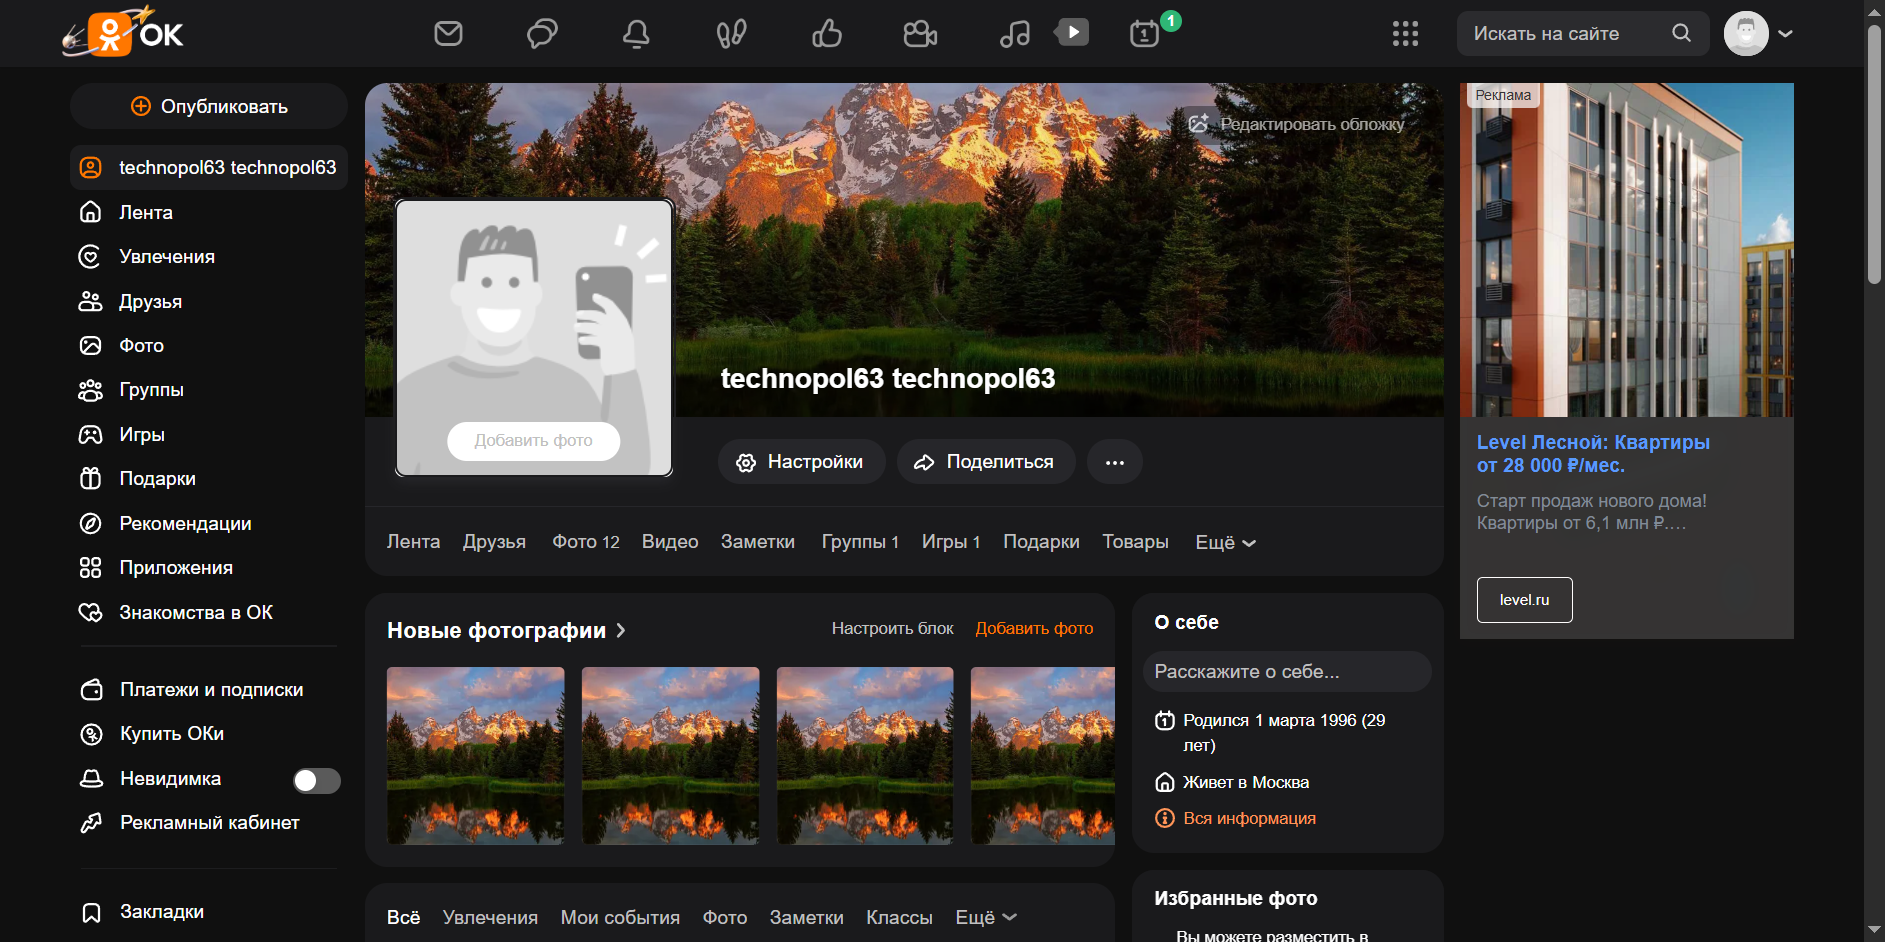 ОК
1
1
Искать на сайте
Опубликовать
technopol63 technopol63
Лента
Увлечения
Друзья
Фото
Группы
Игры
Подарки
Рекомендации
Приложения
Знакомства в ОК
Платежи и подписки
Купить ОКи
Невидимка
Рекламный кабинет
Закладки
Редактировать обложку
technopol63 technopol63
Добавить фото
Настройки
Поделиться
Лента Друзья Фото 12 Видео Заметки Группы 1 Игры 1 Подарки Товары Ещё
Новые фотографии
Настроить блок Добавить фото
Всё Увлечения Мои события Фото Заметки Классы Ещё
О себе
Расскажите о себе...
Родился 1 марта 1996 (29
лет)
Живет в Москва
Вся информация
Избранные фото
Вы можете разместить в
Реклама
Level Лесной: Квартиры
от 28 000 ₽/мес.
Старт продаж нового дома!
Квартиры от 6,1 млн ₽....
level.ru